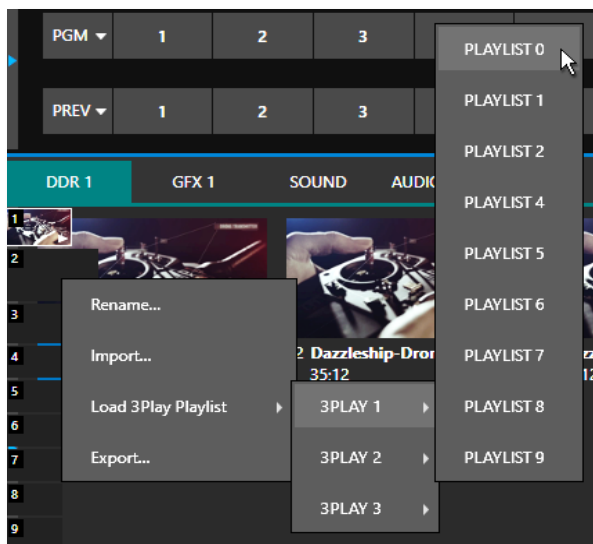 PGM 1 2 3
PLAYLIST 0
PREV 1 2 3
PLAYLIST 1
PLAYLIST 2
DDR 1 GFX 1 SOUND AUDIO
PLAYLIST 4
PLAYLIST 5
PLAYLIST 6
PLAYLIST 7
PLAYLIST 8
PLAYLIST 9
1
2
3
4
5
6
7
8
9
Rename...
Import...
Load 3Play Playlist
Export...
2 Dazzleship-Dror
35:12
3PLAY 1
3PLAY 2
3PLAY 3